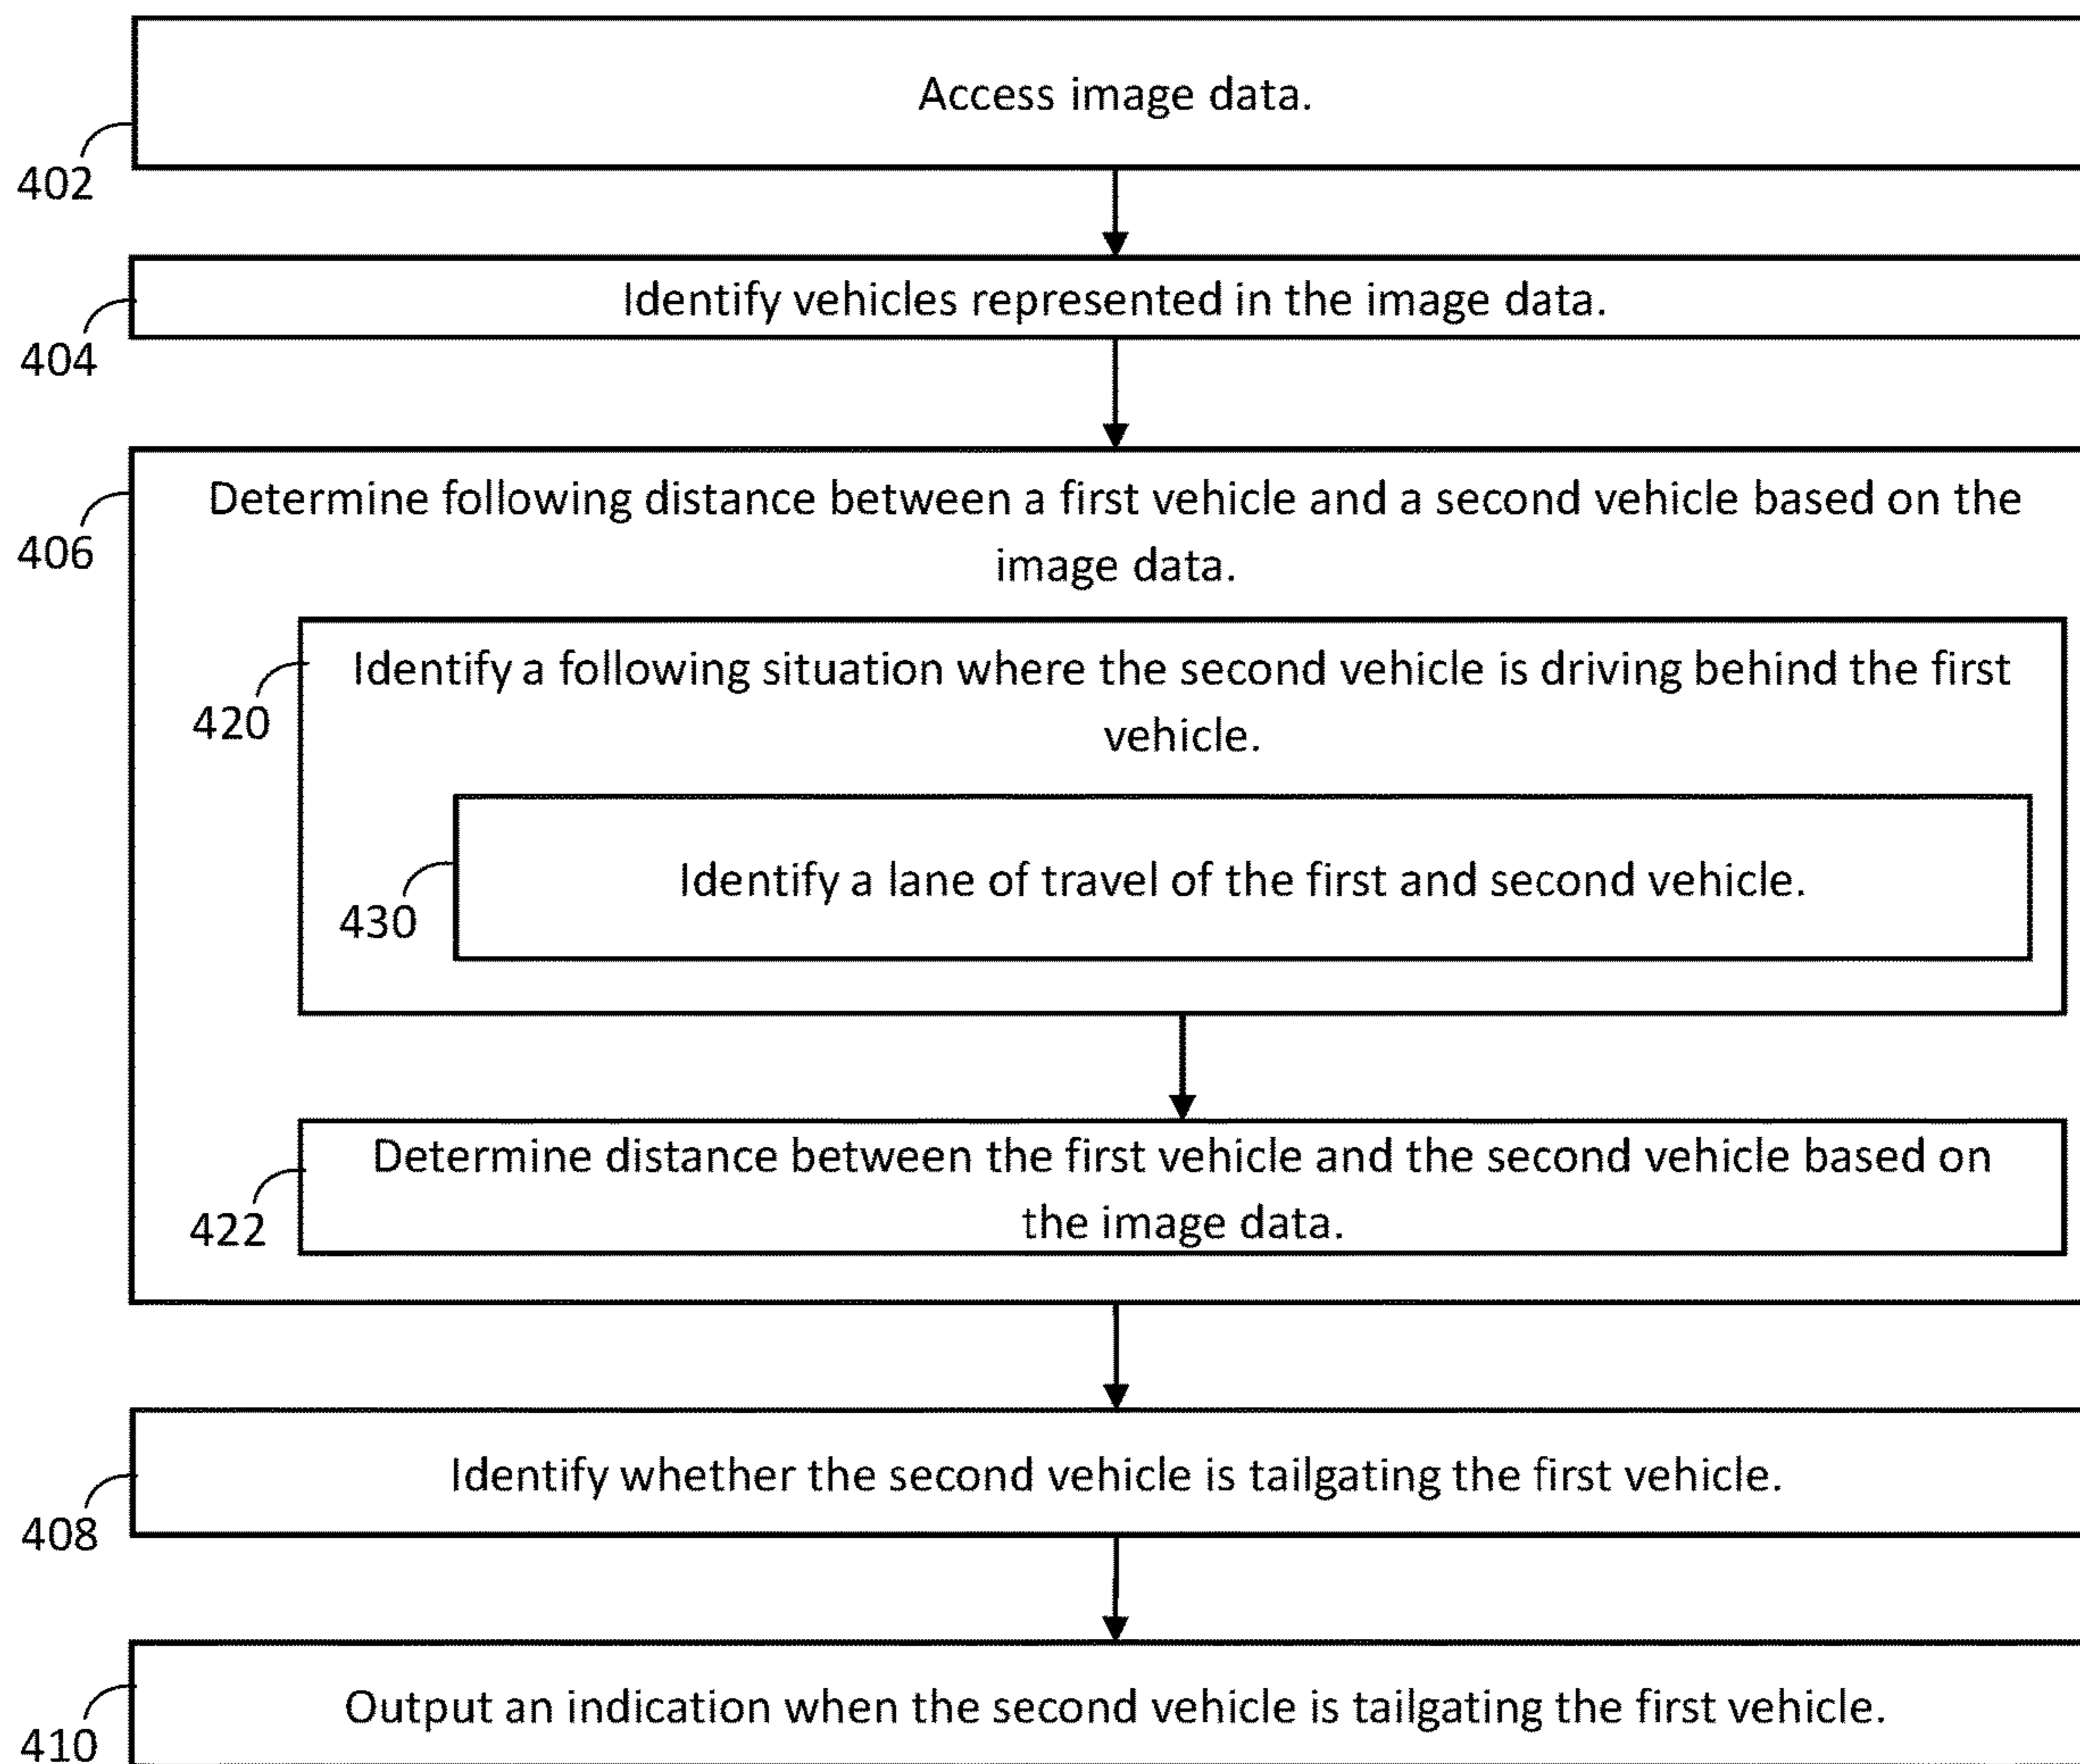 Access image data.
402
Identify vehicles represented in the image data.
404
Determine following distance between a first vehicle and a second vehicle based on the
image data.
406
Identify a following situation where the second vehicle is driving behind the first
vehicle.
420
Identify a lane of travel of the first and second vehicle.
430
Determine distance between the first vehicle and the second vehicle based on
the image data.
422
Identify whether the second vehicle is tailgating the first vehicle.
408
Output an indication when the second vehicle is tailgating the first vehicle.
410